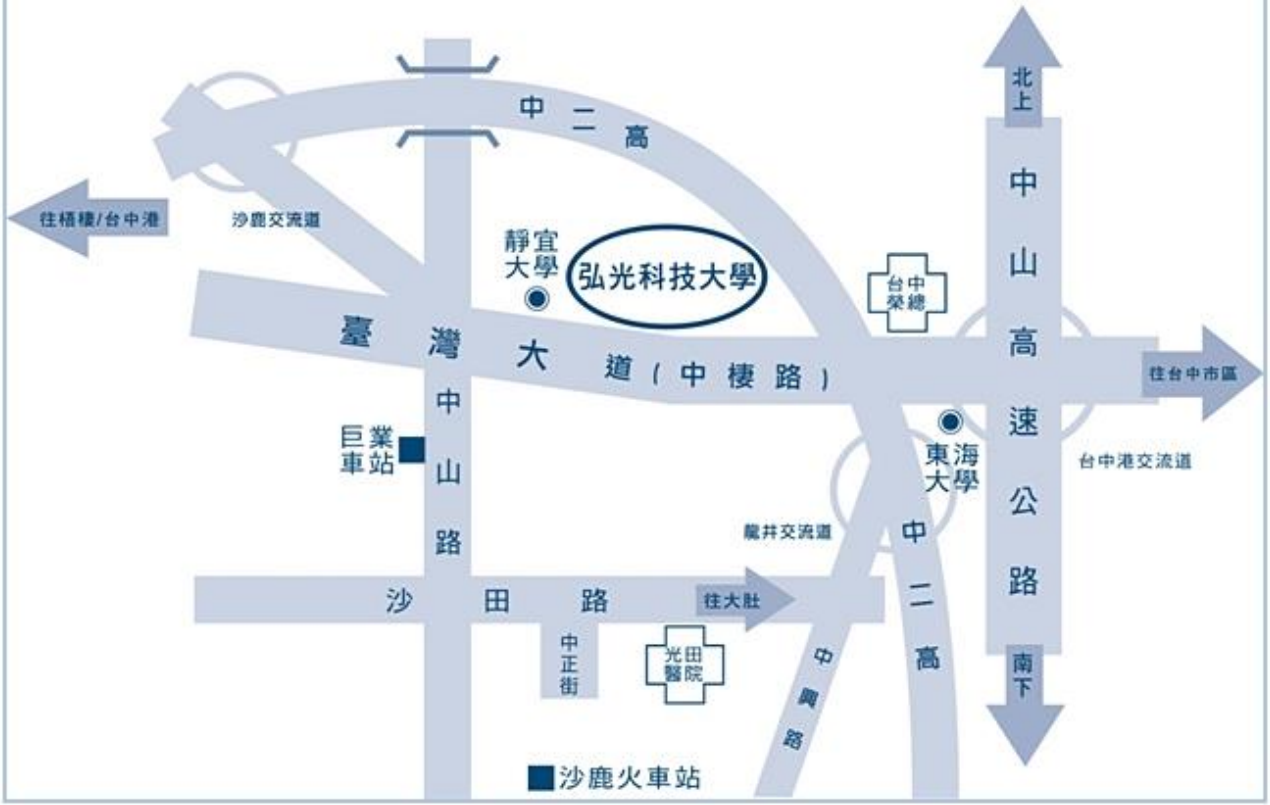 北上
中二高
往梧棲/台中港
沙鹿交流道
靜宜
大學
弘光科技大學
台中
榮總
中山高速公路
臺灣大道(中棲路)
往台中市區
中山路
巨業
車站
東海
大學
台中港交流道
龍井交流道
中二高
沙田路
往大肚
中正街
光田
醫院
中興路
南下
沙鹿火車站